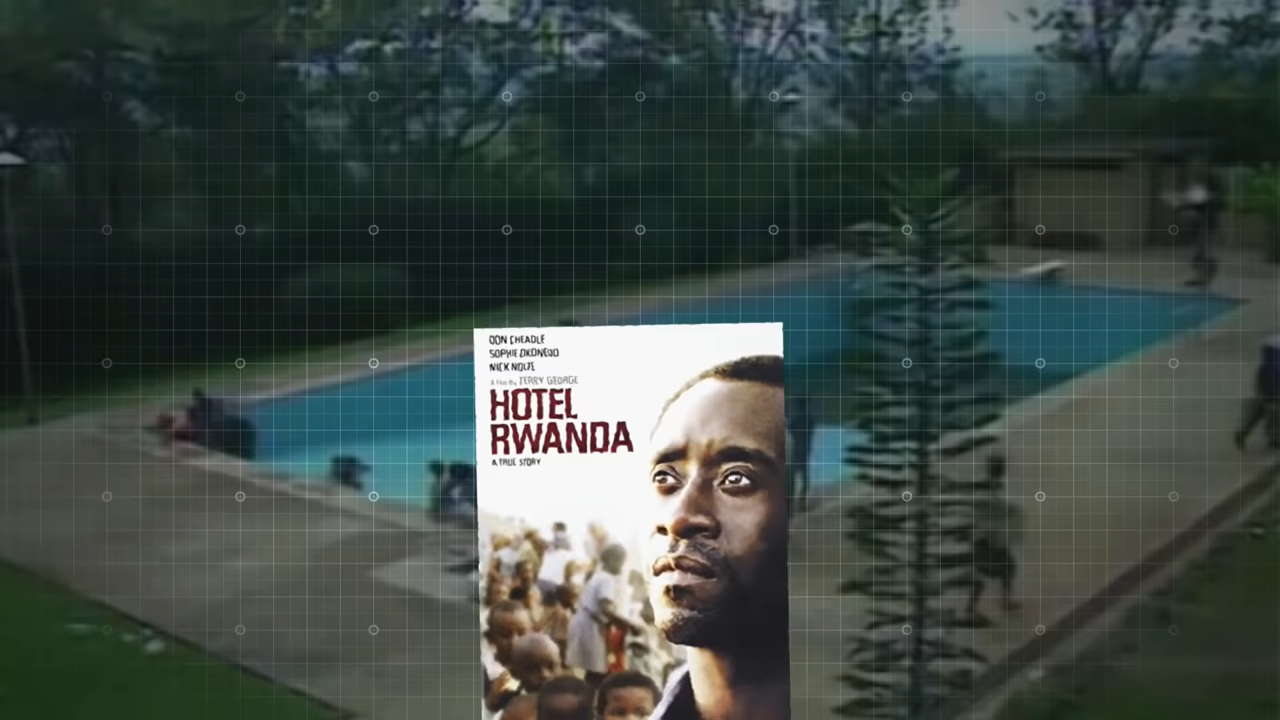 DON CHEADLE
SOPHIE OKONEDO
NICK NOLTE
A Film By TERRY GEORGE
HOTEL
RWANDA
A TRUE STORY